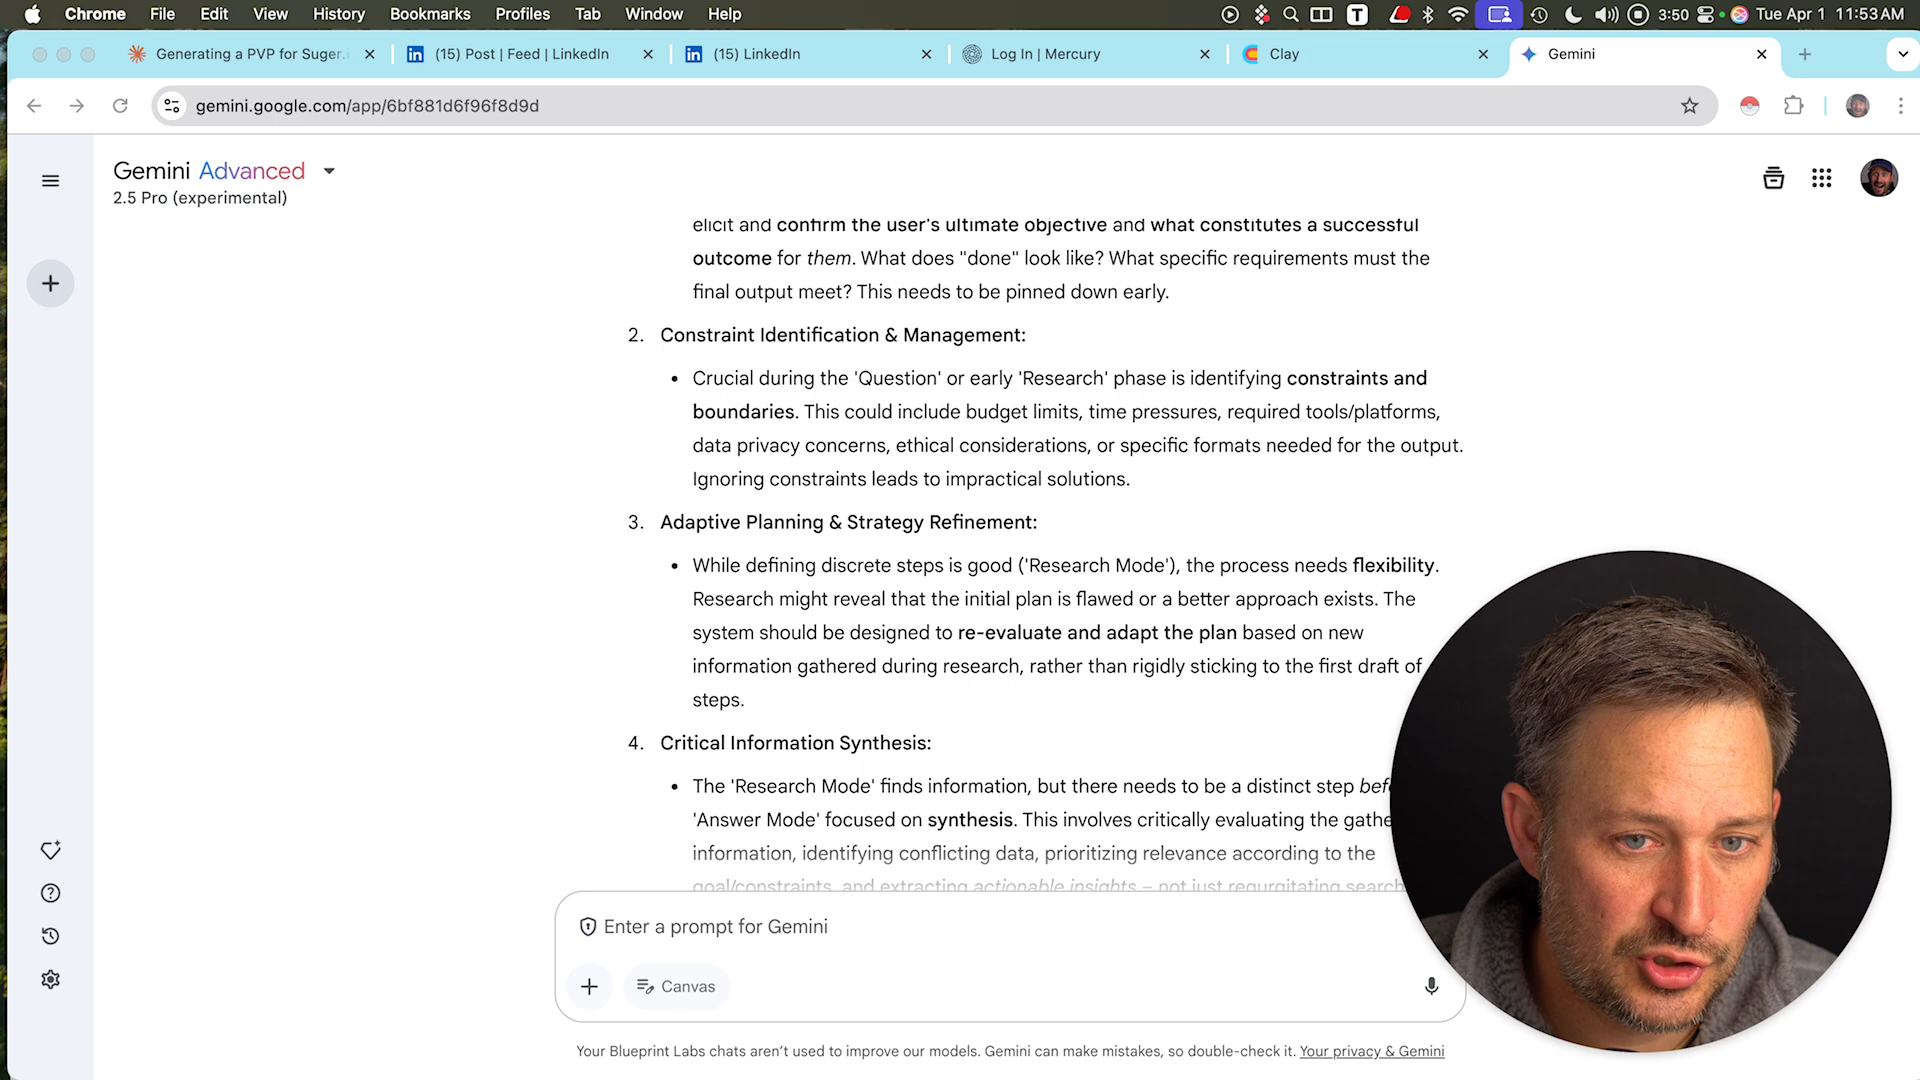 Chrome File Edit View History Bookmarks Profiles Tab Window Help T 3:50 Tue Apr 1 11:53 AM
Generating a PVP for Suger.i (15) Post | Feed | LinkedIn (15) LinkedIn Log In | Mercury Clay Gemini
gemini.google.com/app/6bf881d6f96f8d9d
Gemini Advanced
2.5 Pro (experimental)
elicit and confirm the user's ultimate objective and what constitutes a successful
outcome for them. What does "done" look like? What specific requirements must the
final output meet? This needs to be pinned down early.
2. Constraint Identification & Management:
• Crucial during the 'Question' or early 'Research' phase is identifying constraints and
boundaries. This could include budget limits, time pressures, required tools/platforms,
data privacy concerns, ethical considerations, or specific formats needed for the output.
Ignoring constraints leads to impractical solutions.
3. Adaptive Planning & Strategy Refinement:
• While defining discrete steps is good ('Research Mode'), the process needs flexibility.
Research might reveal that the initial plan is flawed or a better approach exists. The
system should be designed to re-evaluate and adapt the plan based on new
information gathered during research, rather than rigidly sticking to the first draft of
steps.
4. Critical Information Synthesis:
• The 'Research Mode' finds information, but there needs to be a distinct step
'Answer Mode' focused on synthesis. This involves critically evaluating the
information, identifying conflicting data, prioritizing relevance according to the
goal/constraints, and extracting actionable insights – not just regurgitating
Enter a prompt for Gemini
Canvas
Your Blueprint Labs chats aren't used to improve our models. Gemini can make mistakes, so double-check it. Your privacy & Gemini